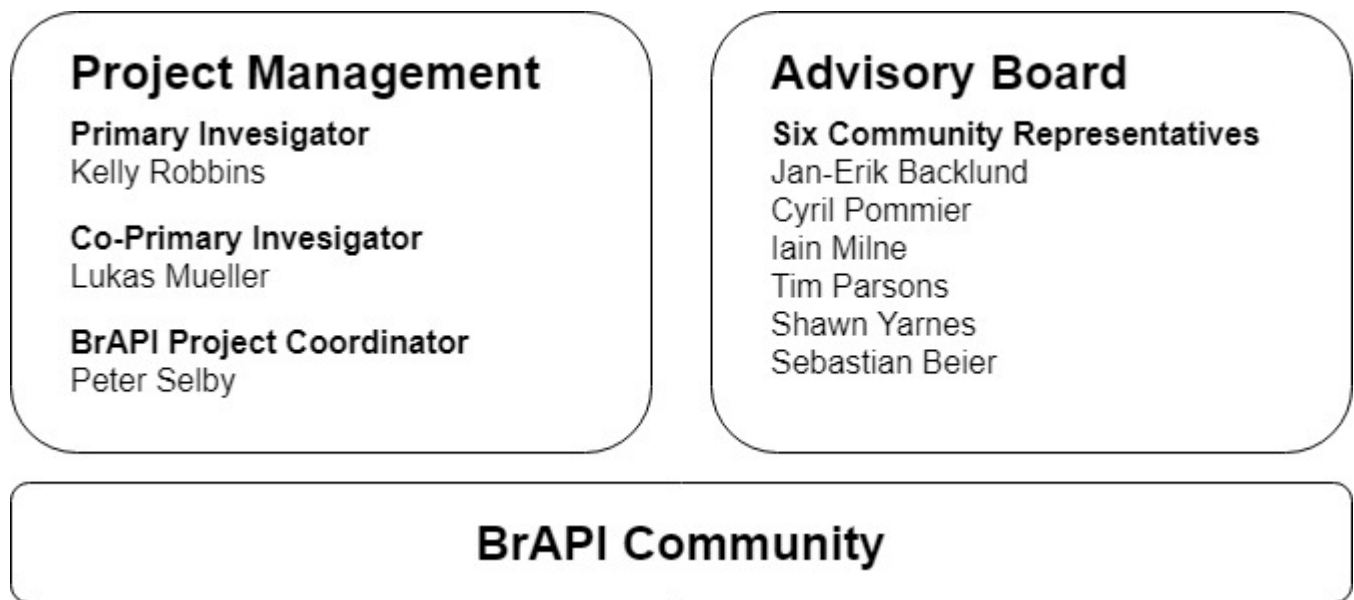 Project Management
Primary Invesigator
Kelly Robbins
Co-Primary Invesigator
Lukas Mueller
BrAPI Project Coordinator
Peter Selby
Advisory Board
Six Community Representatives
Jan-Erik Backlund
Cyril Pommier
Iain Milne
Tim Parsons
Shawn Yarnes
Sebastian Beier
BrAPI Community